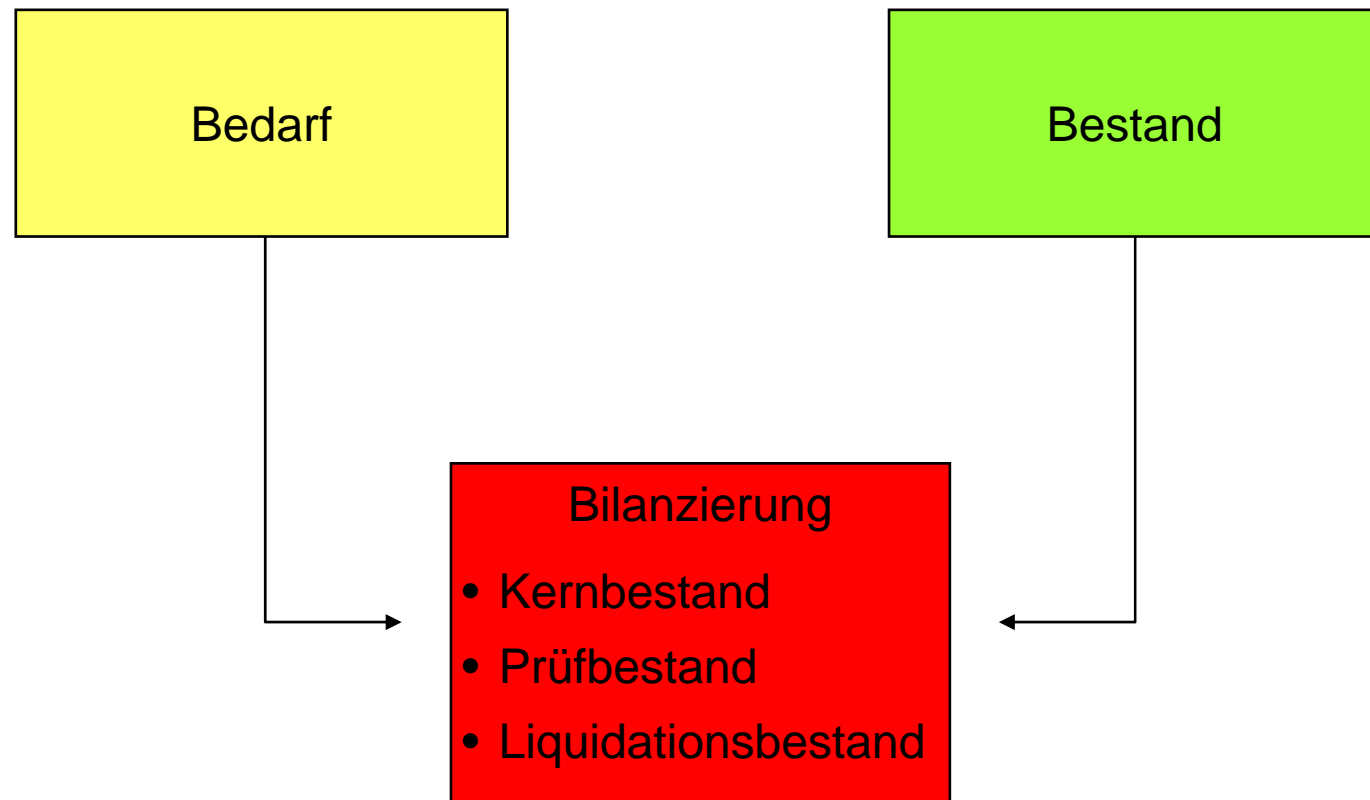 Bedarf
Bestand
Bilanzierung
• Kernbestand
• Prüfbestand
• Liquidationsbestand